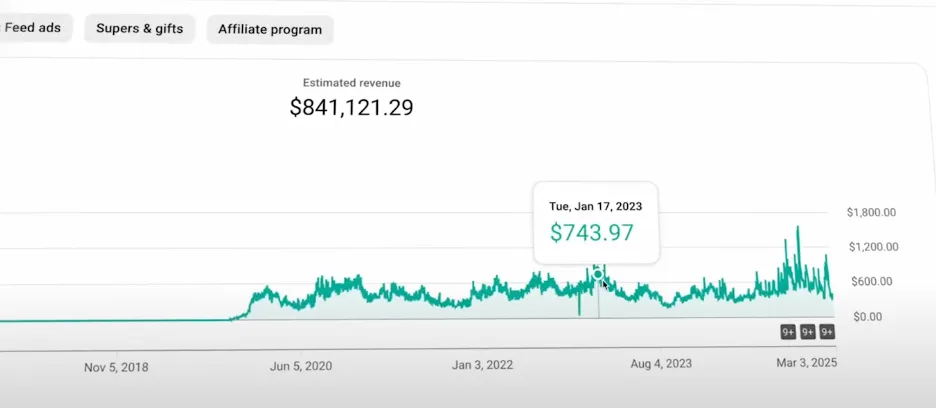 Feed ads
Supers & gifts
Affiliate program
Estimated revenue
$841,121.29
Tue, Jan 17, 2023
$743.97
$1,800.00
$1,200.00
$600.00
$0.00
9+ 9+ 9+
Nov 5, 2018
Jun 5, 2020
Jan 3, 2022
Aug 4, 2023
Mar 3, 2025